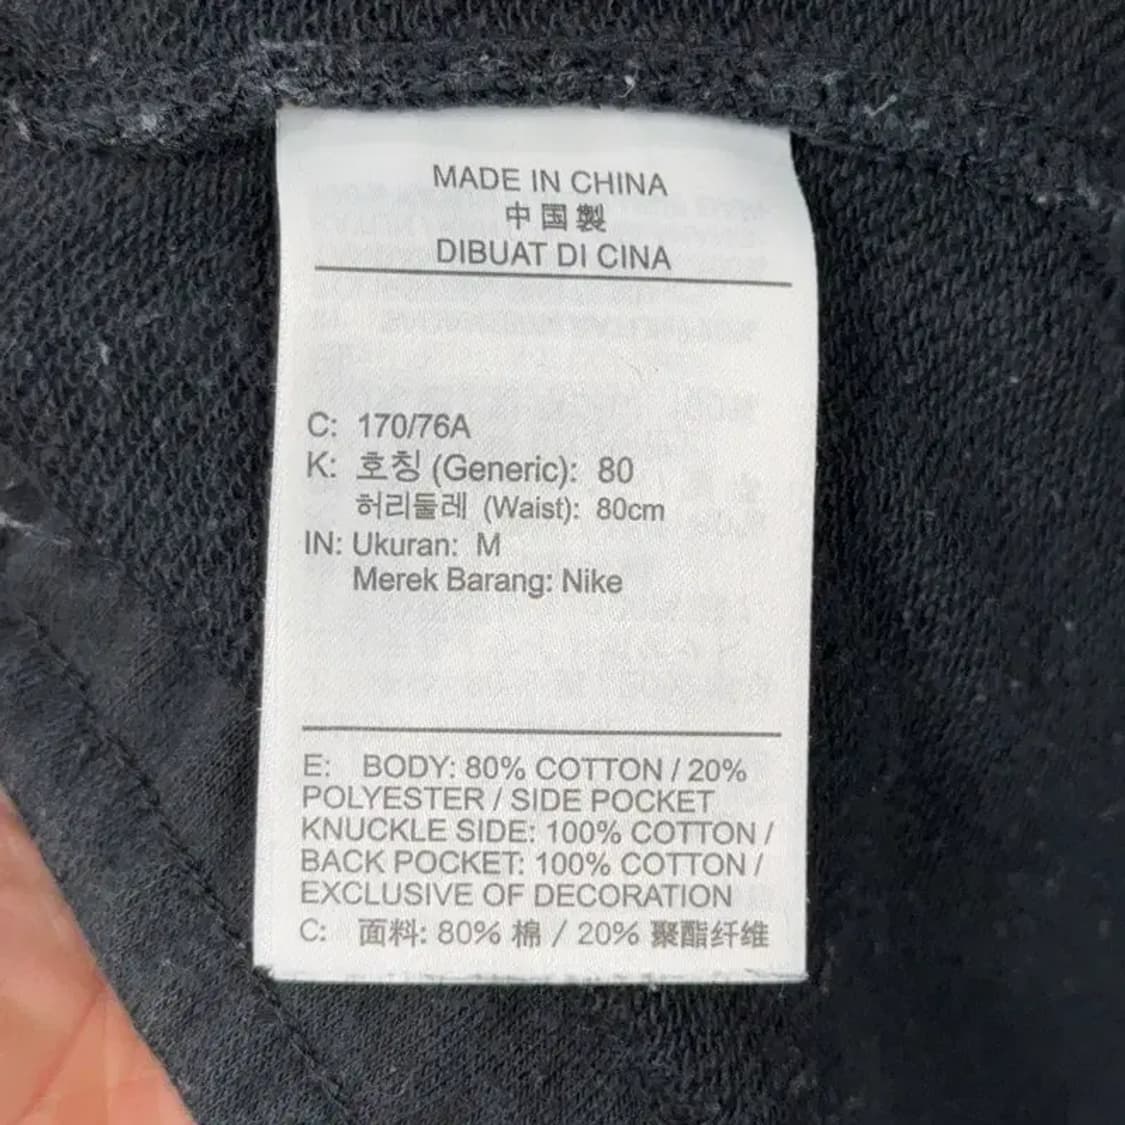 MADE IN CHINA
中国製
DIBUAT DI CINA
C: 170/76A
K: 호칭 (Generic): 80
허리둘레 (Waist): 80cm
IN: Ukuran: M
Merek Barang: Nike
E: BODY: 80% COTTON / 20%
POLYESTER / SIDE POCKET
KNUCKLE SIDE: 100% COTTON /
BACK POCKET: 100% COTTON /
EXCLUSIVE OF DECORATION
C: 面料: 80% 棉 / 20% 聚酯纤维